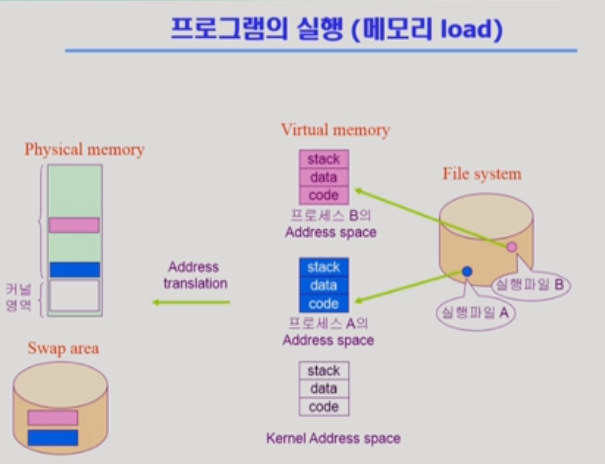 프로그램의 실행 (메모리 load)
Virtual memory
Physical memory
File system
stack
data
code
프로세스 B의
Address space
Address
translation
stack
data
code
프로세스 A의
Address space
실행파일 B
실행파일 A
커널
영역
Swap area
stack
data
code
Kernel Address space